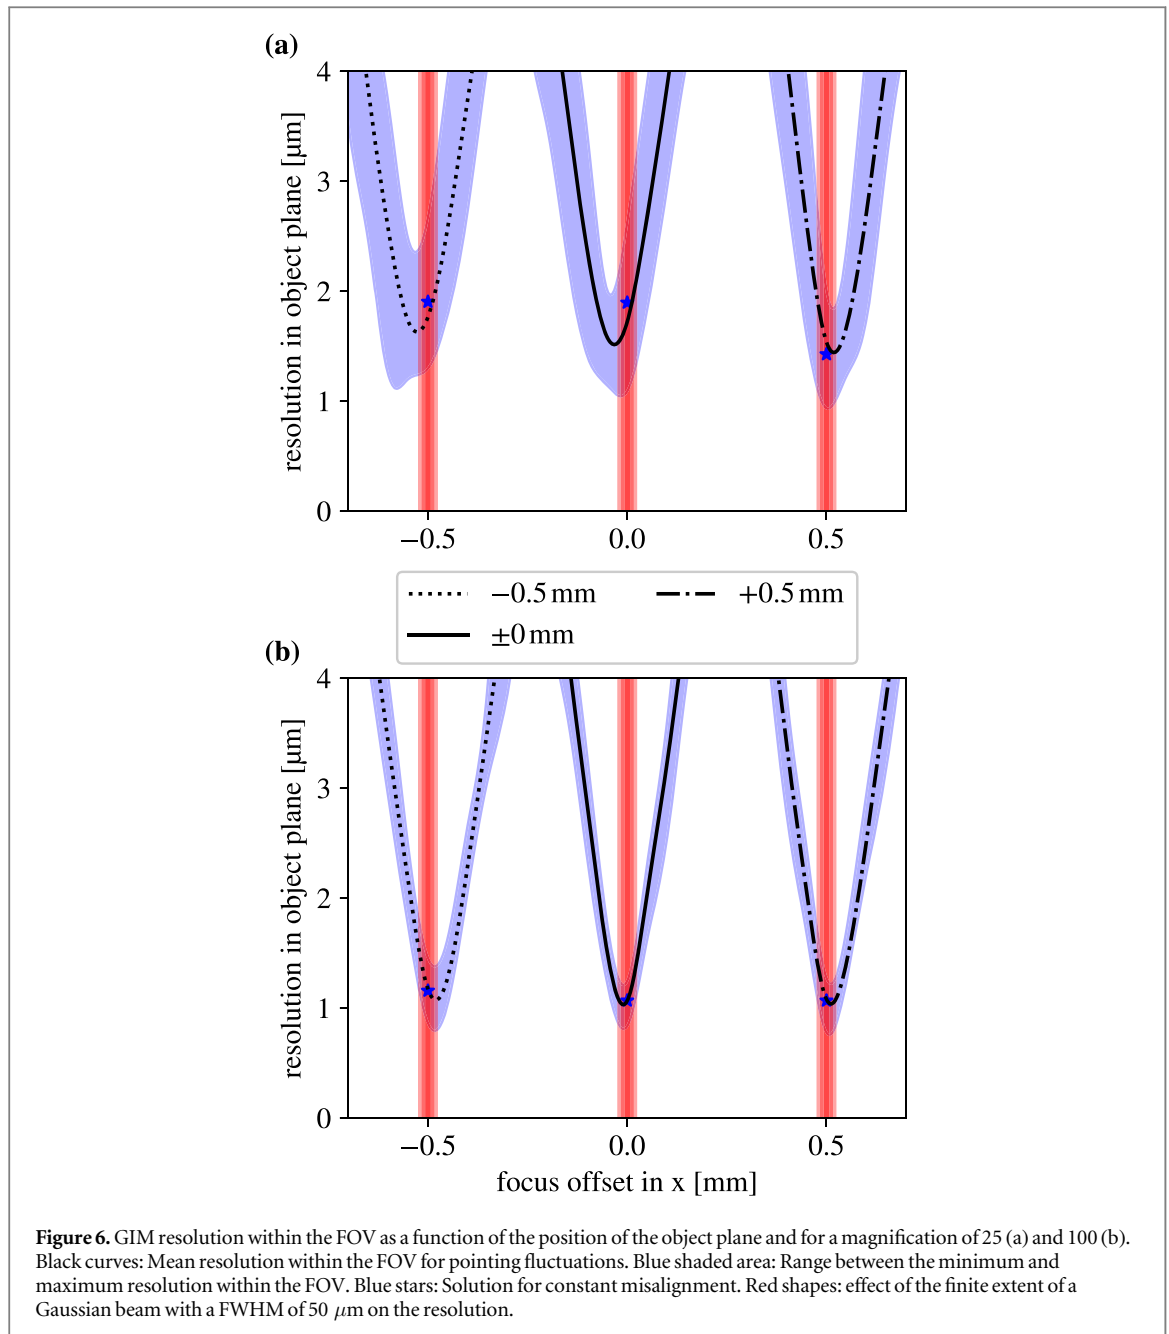 (a)
resolution in object plane [µm]
4
3
2
1
0
−0.5
0.0
0.5
−0.5 mm
+0.5 mm
±0 mm
(b)
resolution in object plane [µm]
4
3
2
1
0
−0.5
0.0
0.5
focus offset in x [mm]
Figure 6. GIM resolution within the FOV as a function of the position of the object plane and for a magnification of 25 (a) and 100 (b).
Black curves: Mean resolution within the FOV for pointing fluctuations. Blue shaded area: Range between the minimum and
maximum resolution within the FOV. Blue stars: Solution for constant misalignment. Red shapes: effect of the finite extent of a
Gaussian beam with a FWHM of 50 µm on the resolution.